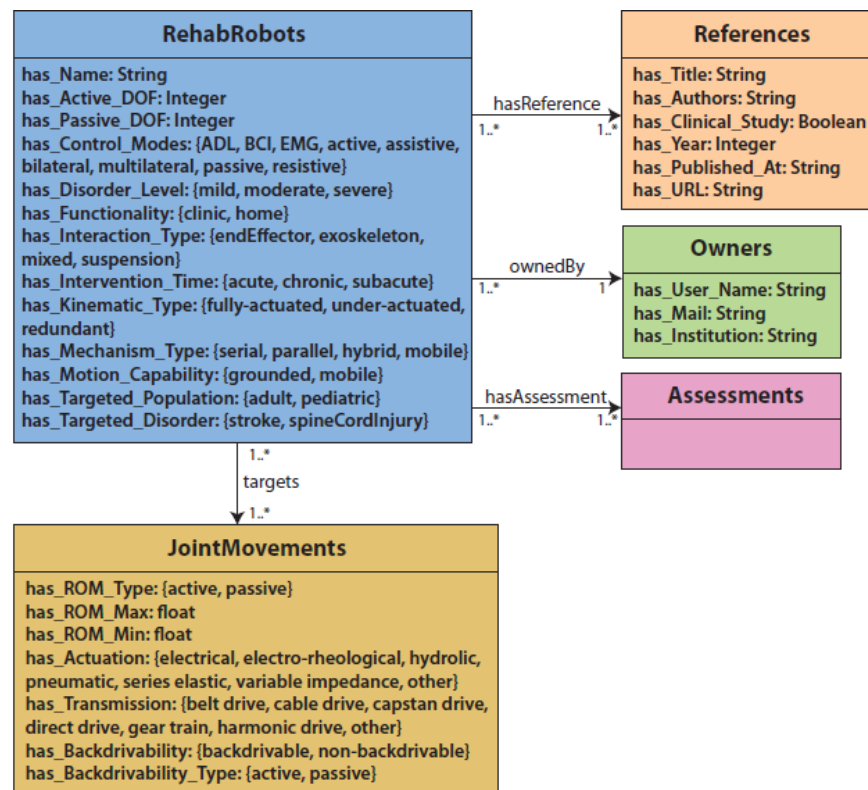 RehabRobots
has_Name: String
has_Active_DOF: Integer
has_Passive_DOF: Integer
has_Control_Modes: {ADL, BCI, EMG, active, assistive,
bilateral, multilateral, passive, resistive}
has_Disorder_Level: {mild, moderate, severe}
has_Functionality: {clinic, home}
has_Interaction_Type: {endEffector, exoskeleton,
mixed, suspension}
has_Intervention_Time: {acute, chronic, subacute}
has_Kinematic_Type: {fully-actuated, under-actuated,
redundant}
has_Mechanism_Type: {serial, parallel, hybrid, mobile}
has_Motion_Capability: {grounded, mobile}
has_Targeted_Population: {adult, pediatric}
has_Targeted_Disorder: {stroke, spineCordInjury}
hasReference
1..* 1..*
References
has_Title: String
has_Authors: String
has_Clinical_Study: Boolean
has_Year: Integer
has_Published_At: String
has_URL: String
ownedBy
1..* 1
Owners
has_User_Name: String
has_Mail: String
has_Institution: String
hasAssessment
1..* 1..*
Assessments
1..*
targets
1..*
JointMovements
has_ROM_Type: {active, passive}
has_ROM_Max: float
has_ROM_Min: float
has_Actuation: {electrical, electro-rheological, hydrolic,
pneumatic, series elastic, variable impedance, other}
has_Transmission: {belt drive, cable drive, capstan drive,
direct drive, gear train, harmonic drive, other}
has_Backdrivability: {backdrivable, non-backdrivable}
has_Backdrivability_Type: {active, passive}